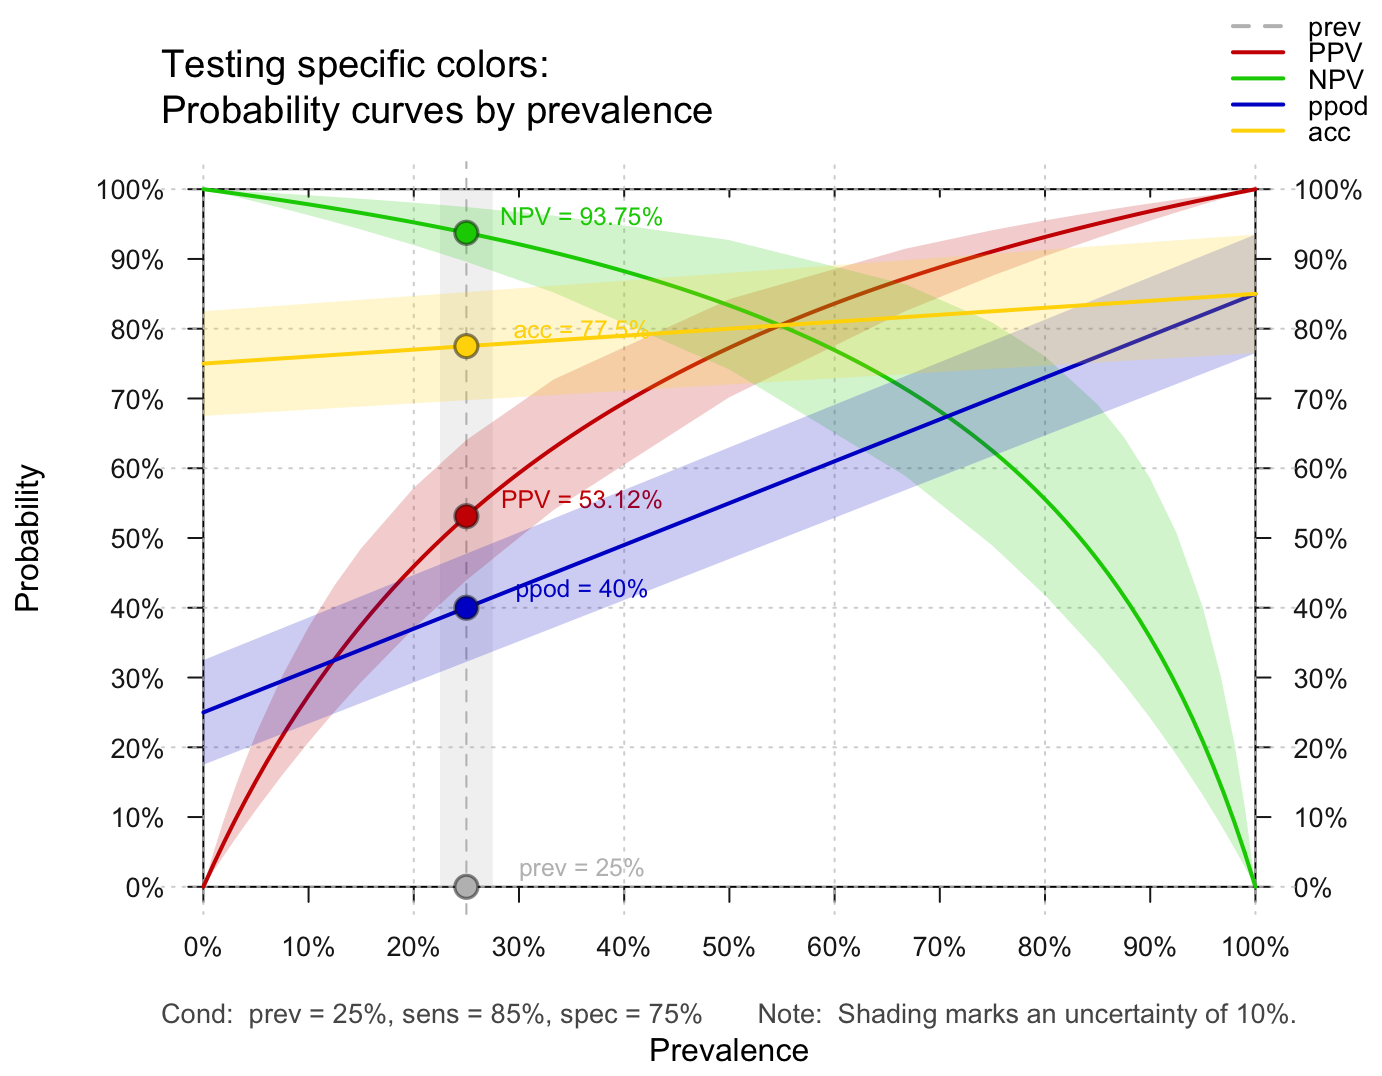 prev
PPV
NPV
ppod
acc
Testing specific colors:
Probability curves by prevalence
100%
90%
80%
70%
60%
50%
40%
30%
20%
10%
0%
Probability
NPV = 93.75%
acc = 77.5%
PPV = 53.12%
ppod = 40%
prev = 25%
100%
90%
80%
70%
60%
50%
40%
30%
20%
10%
0%
0% 10% 20% 30% 40% 50% 60% 70% 80% 90% 100%
Cond: prev = 25%, sens = 85%, spec = 75% Note: Shading marks an uncertainty of 10%.
Prevalence